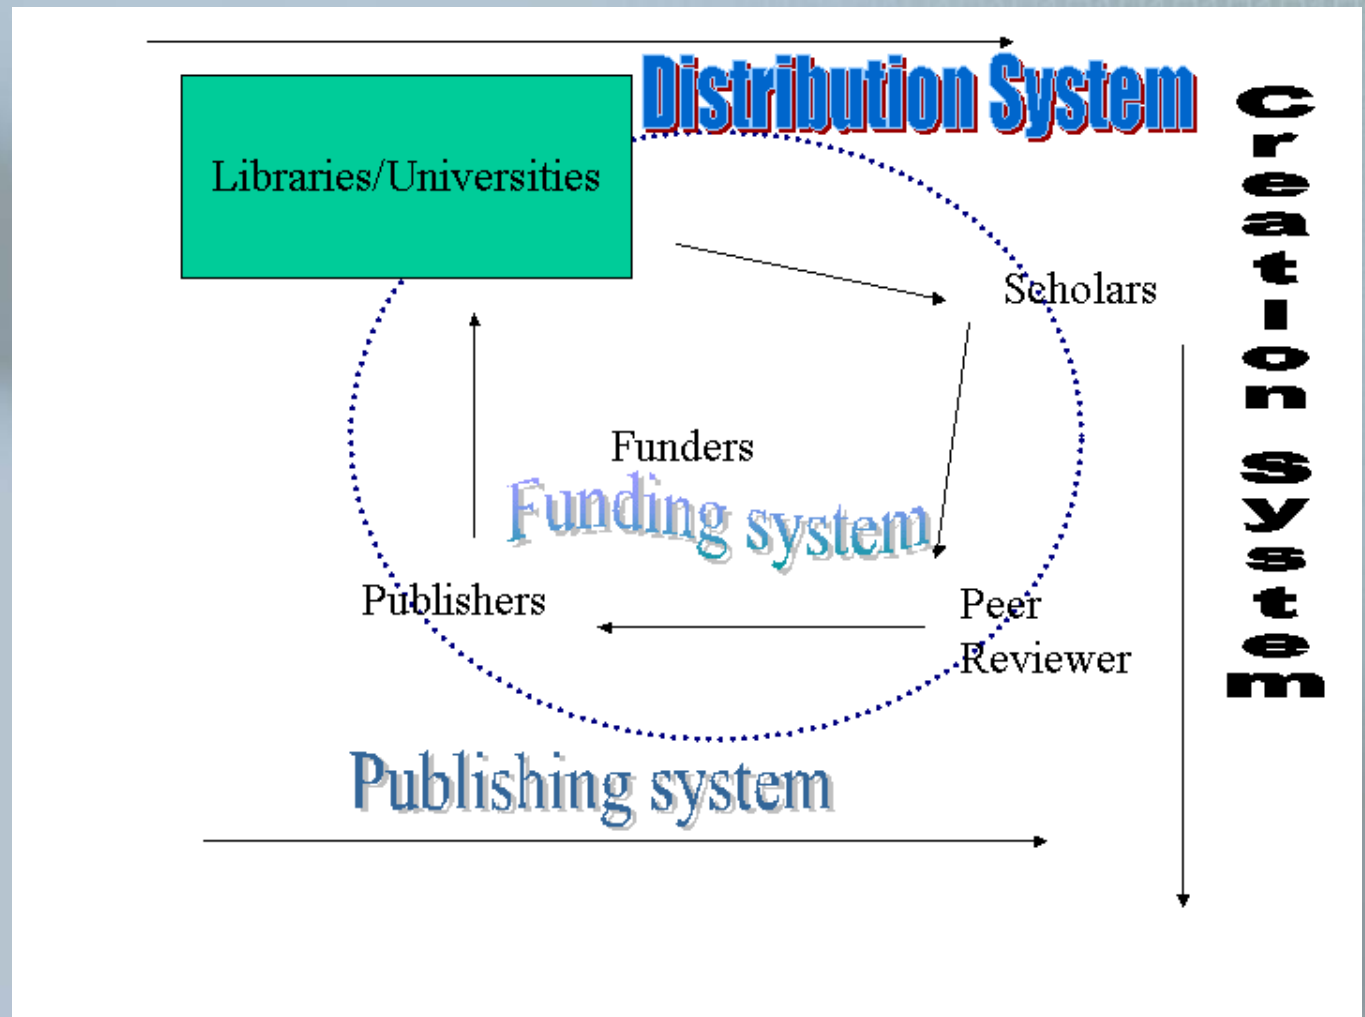 Distribution System
Libraries/Universities
Scholars
Funders
Funding system
Publishers
Peer
Reviewer
Publishing system
Creation System